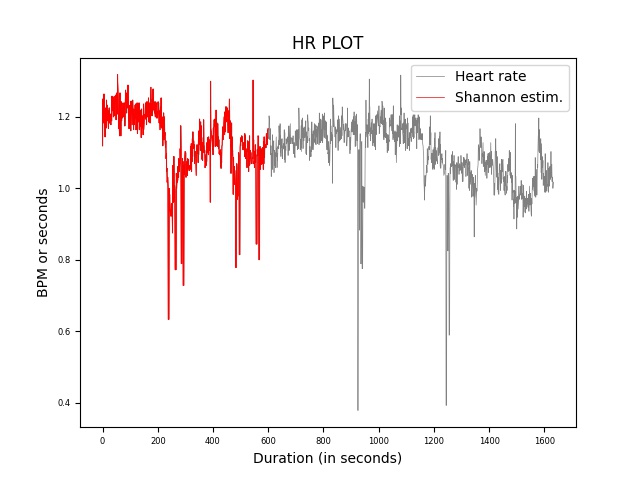 HR PLOT
Heart rate
Shannon estim.
BPM or seconds
1.2
1.0
0.8
0.6
0.4
0 200 400 600 800 1000 1200 1400 1600
Duration (in seconds)